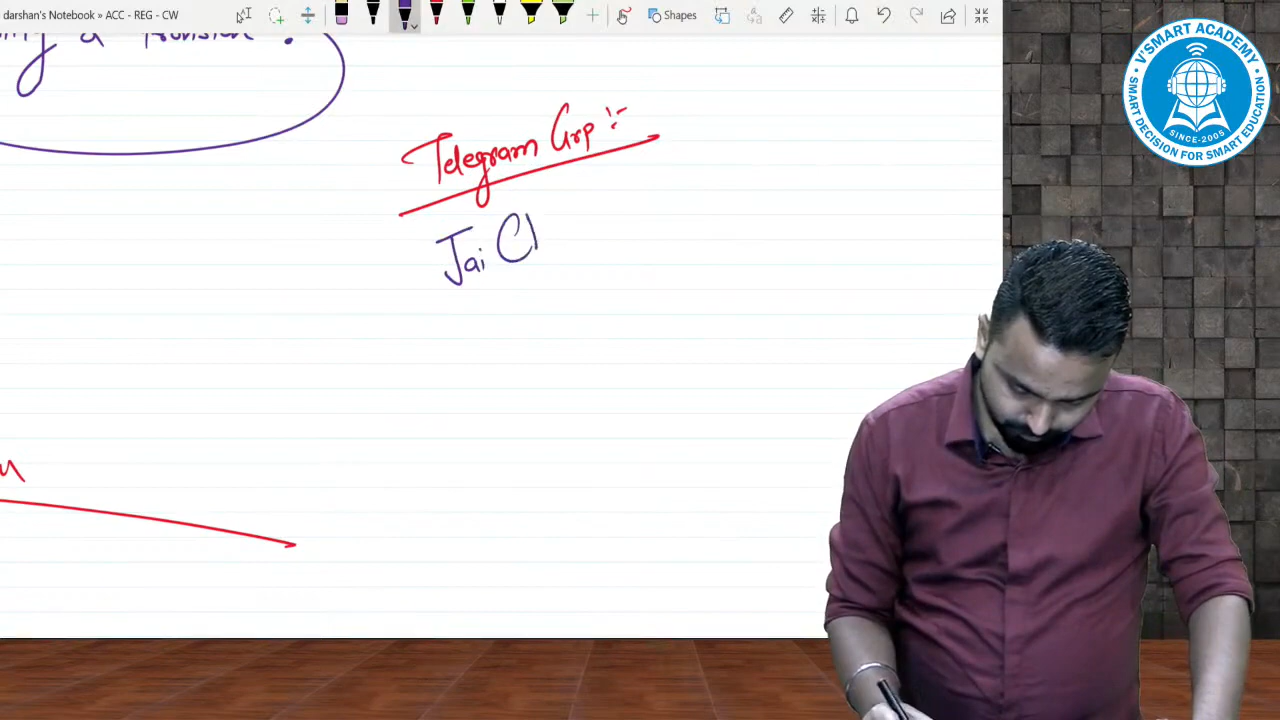 darshan's Notebook » ACC - REG - CW
Shapes
a
Telegram Grp :-
Jai Cl
V'SMART ACADEMY
SINCE-2005
SMART DECISION FOR SMART EDUCATION